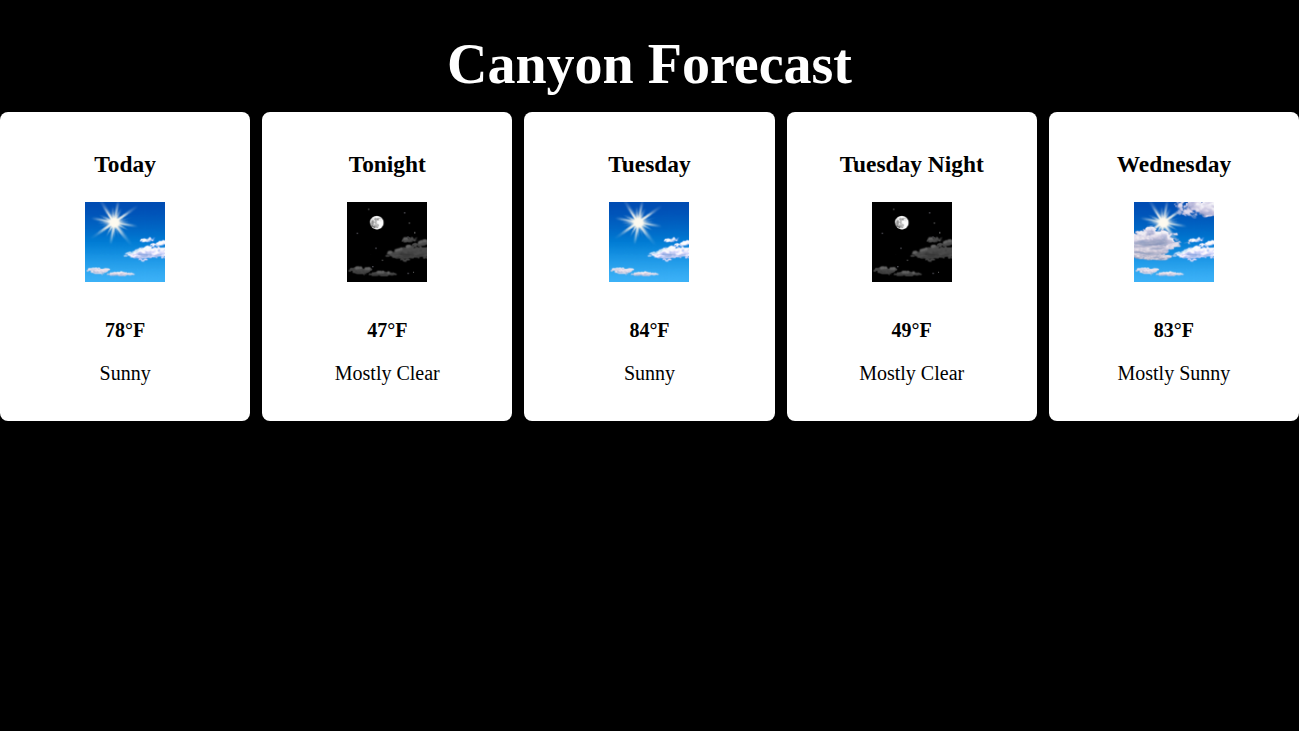 Canyon Forecast
Today
78°F
Sunny
Tonight
47°F
Mostly Clear
Tuesday
84°F
Sunny
Tuesday Night
49°F
Mostly Clear
Wednesday
83°F
Mostly Sunny